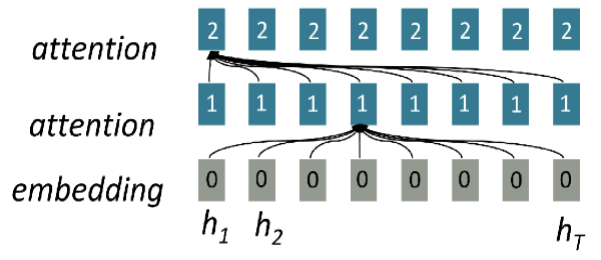 2 2 2 2 2 2 2 2
attention
1 1 1 1 1 1 1 1
attention
0 0 0 0 0 0 0 0
embedding
h1 h2 hT